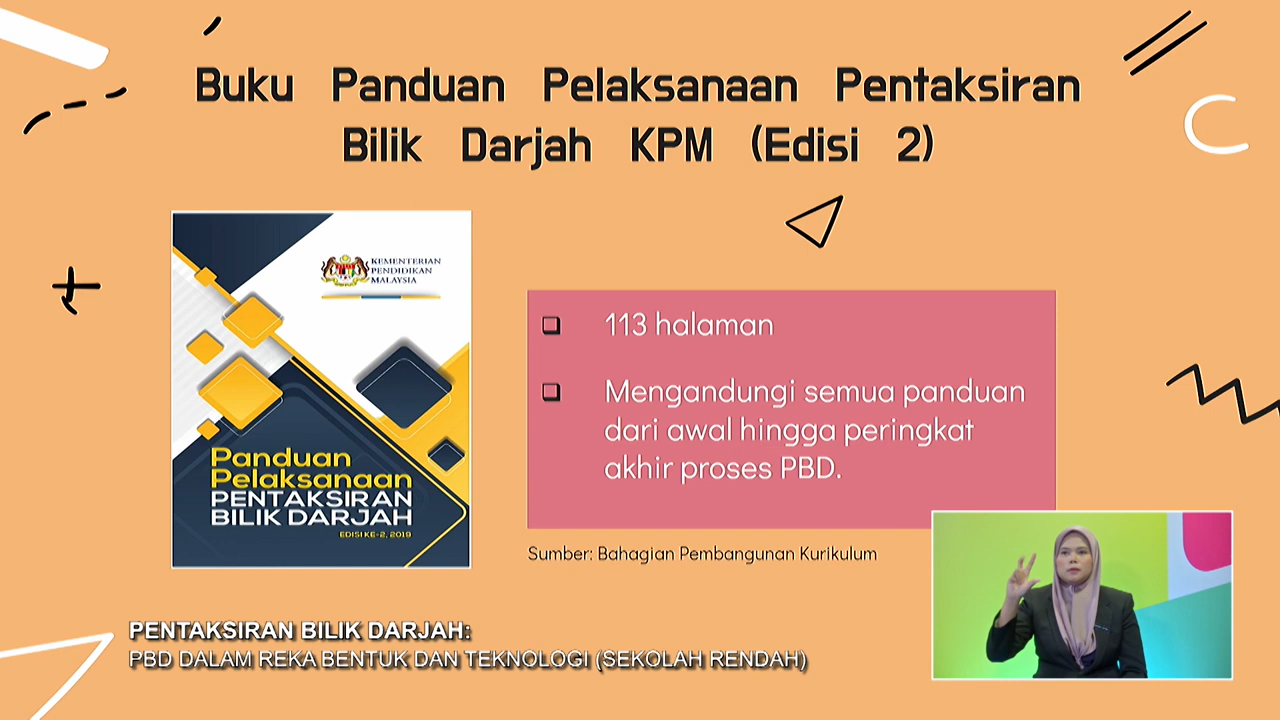 Buku Panduan Pelaksanaan Pentaksiran
Bilik Darjah KPM (Edisi 2)
KEMENTERIAN
PENDIDIKAN
MALAYSIA
Panduan
Pelaksanaan
PENTAKSIRAN
BILIK DARJAH
EDISI KE-2, 2019
113 halaman
Mengandungi semua panduan
dari awal hingga peringkat
akhir proses PBD.
Sumber: Bahagian Pembangunan Kurikulum
PENTAKSIRAN BILIK DARJAH:
PBD DALAM REKA BENTUK DAN TEKNOLOGI (SEKOLAH RENDAH)